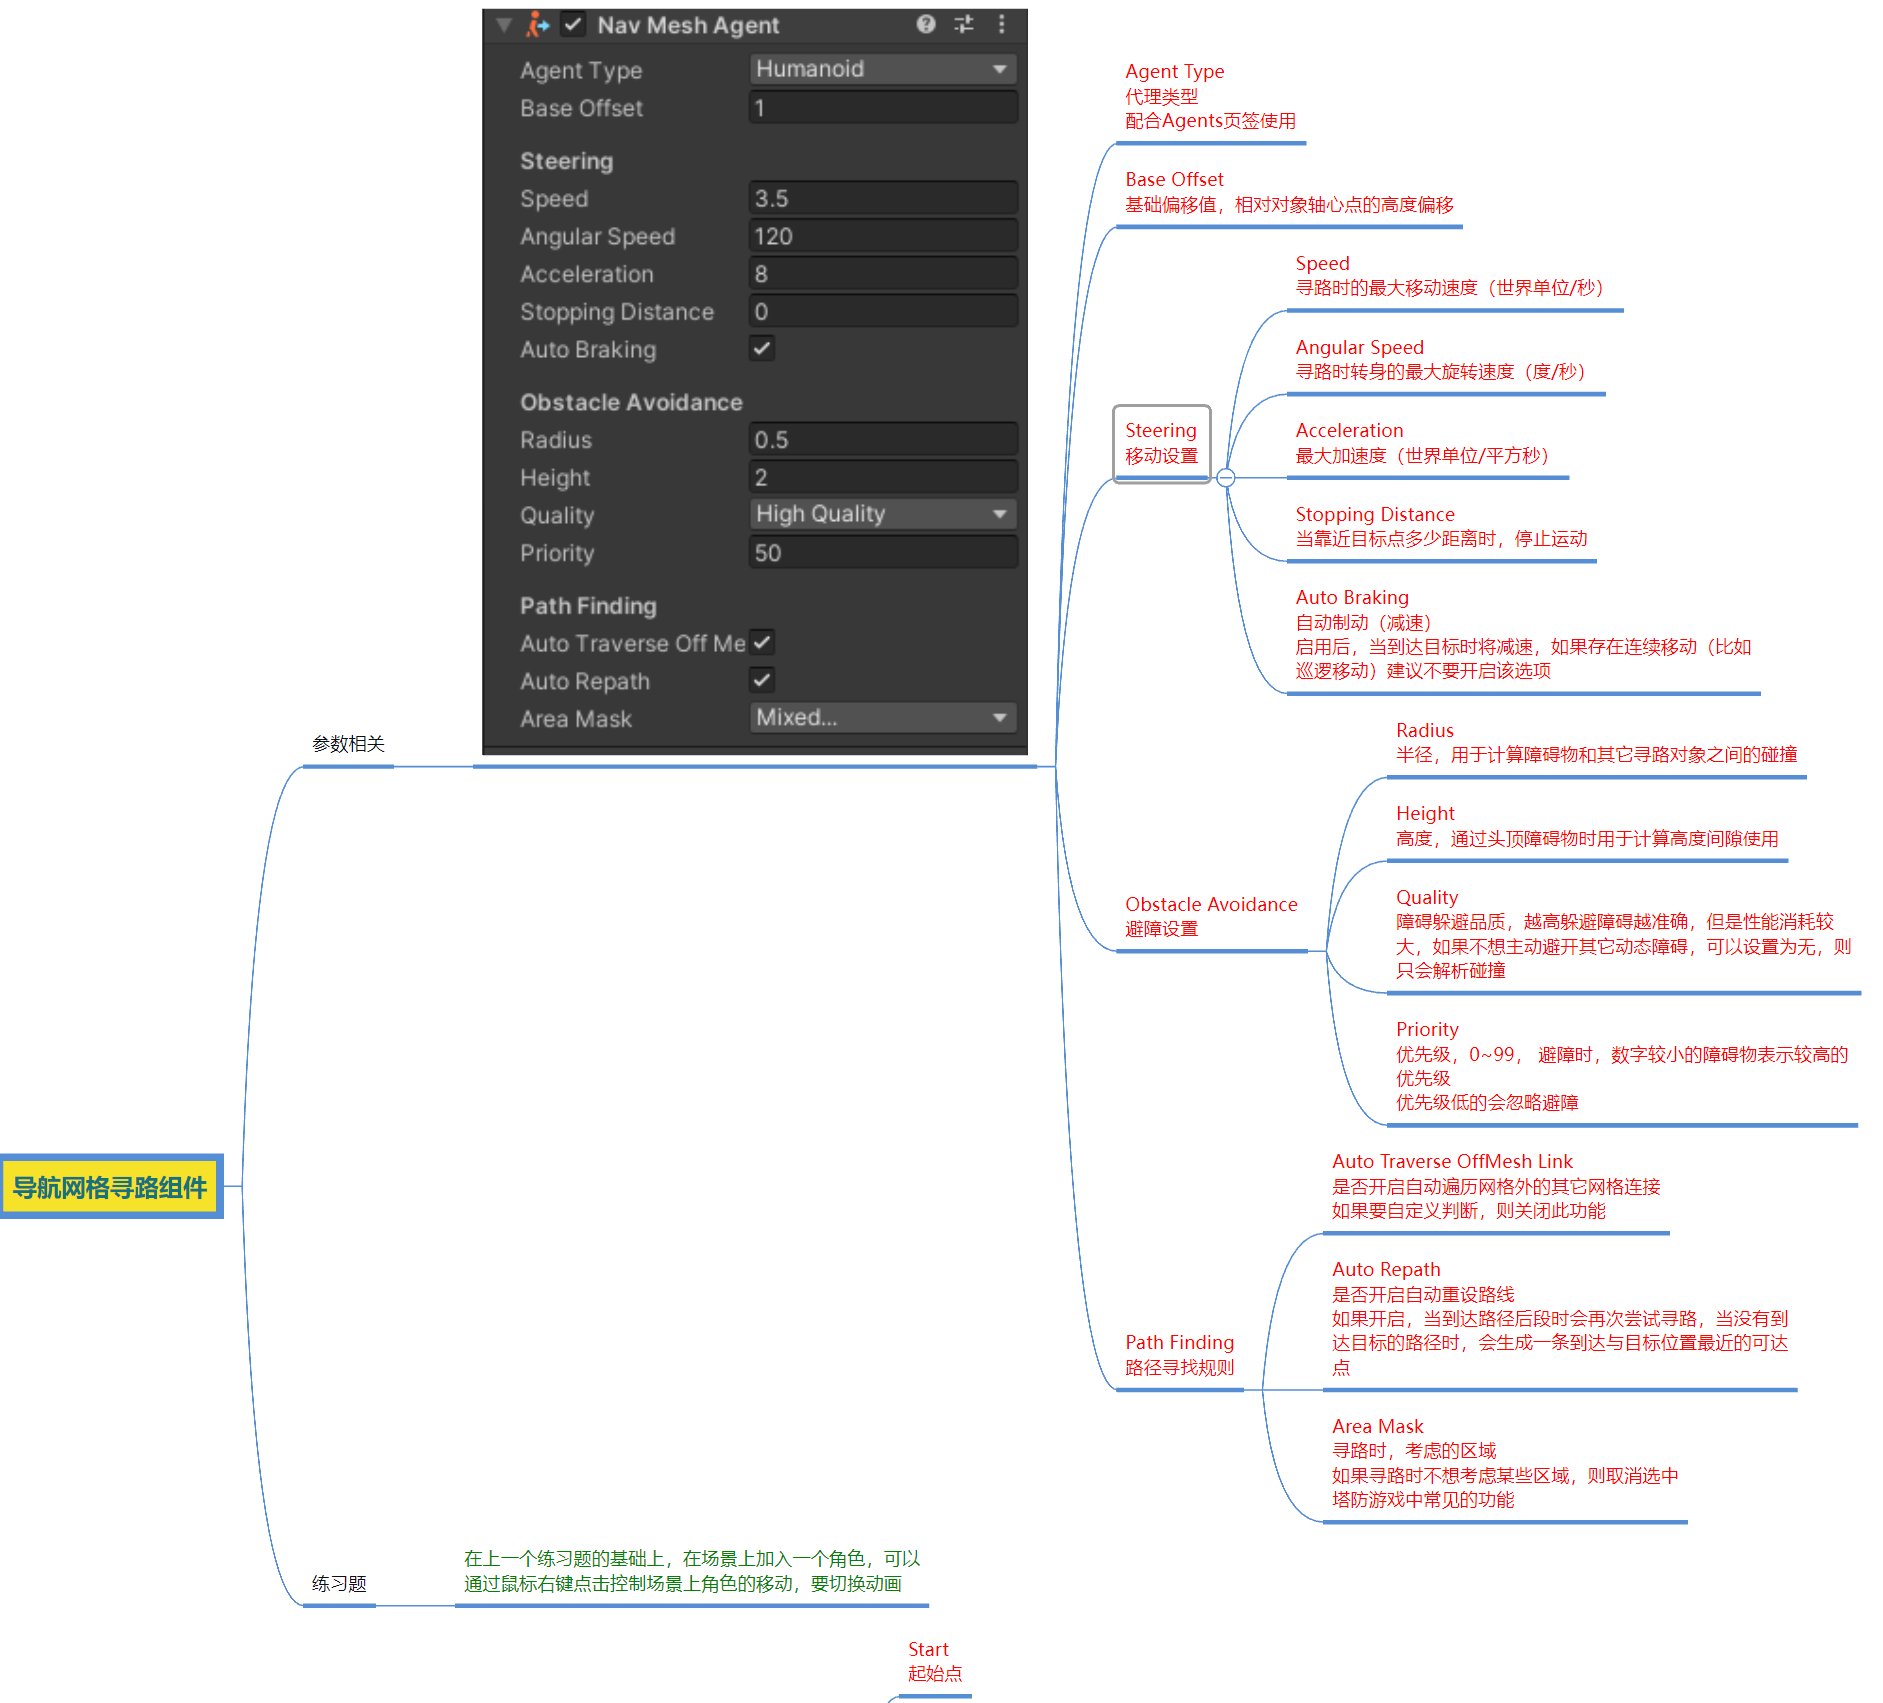 Nav Mesh Agent
Agent Type Humanoid
Base Offset 1
Steering
Speed 3.5
Angular Speed 120
Acceleration 8
Stopping Distance 0
Auto Braking
Obstacle Avoidance
Radius 0.5
Height 2
Quality High Quality
Priority 50
Path Finding
Auto Traverse Off Me
Auto Repath
Area Mask Mixed...
Agent Type
代理类型
配合Agents页签使用
Base Offset
基础偏移值，相对对象轴心点的高度偏移
Steering
移动设置
Speed
寻路时的最大移动速度（世界单位/秒）
Angular Speed
寻路时转身的最大旋转速度（度/秒）
Acceleration
最大加速度（世界单位/平方秒）
Stopping Distance
当靠近目标点多少距离时，停止运动
Auto Braking
自动制动（减速）
启用后，当到达目标时将减速，如果存在连续移动（比如
巡逻移动）建议不要开启该选项
Obstacle Avoidance
避障设置
Radius
半径，用于计算障碍物和其它寻路对象之间的碰撞
Height
高度，通过头顶障碍物时用于计算高度间隙使用
Quality
障碍躲避品质，越高躲避障碍越准确，但是性能消耗较
大，如果不想主动避开其它动态障碍，可以设置为无，则
只会解析碰撞
Priority
优先级，0~99， 避障时，数字较小的障碍物表示较高的
优先级
优先级低的会忽略避障
Path Finding
路径寻找规则
Auto Traverse OffMesh Link
是否开启自动遍历网格外的其它网格连接
如果要自定义判断，则关闭此功能
Auto Repath
是否开启自动重设路线
如果开启，当到达路径后段时会再次尝试寻路，当没有到
达目标的路径时，会生成一条到达与目标位置最近的可达
点
Area Mask
寻路时，考虑的区域
如果寻路时不想考虑某些区域，则取消选中
塔防游戏中常见的功能
参数相关
导航网格寻路组件
练习题
在上一个练习题的基础上，在场景上加入一个角色，可以
通过鼠标右键点击控制场景上角色的移动，要切换动画
Start
起始点